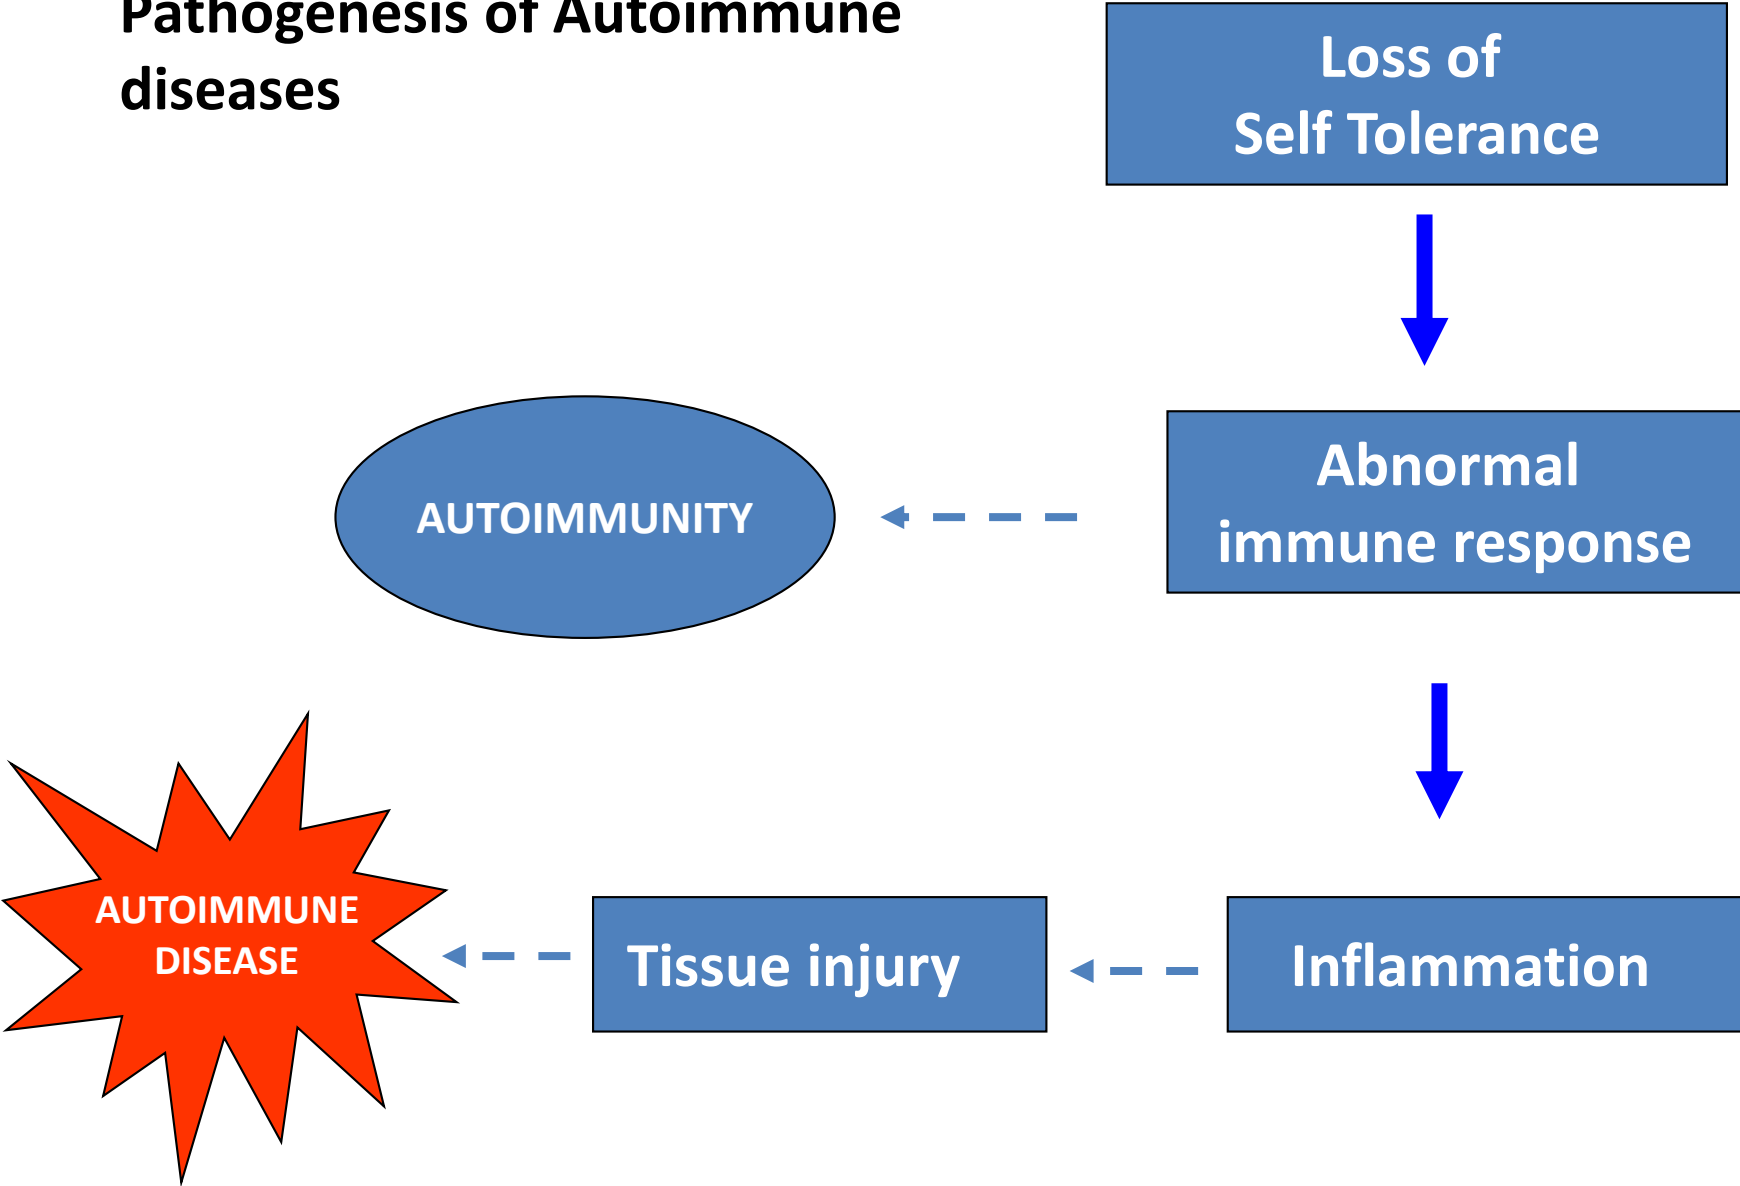 Pathogenesis of Autoimmune
diseases
Loss of
Self Tolerance
Abnormal
immune response
AUTOIMMUNITY
Inflammation
Tissue injury
AUTOIMMUNE
DISEASE